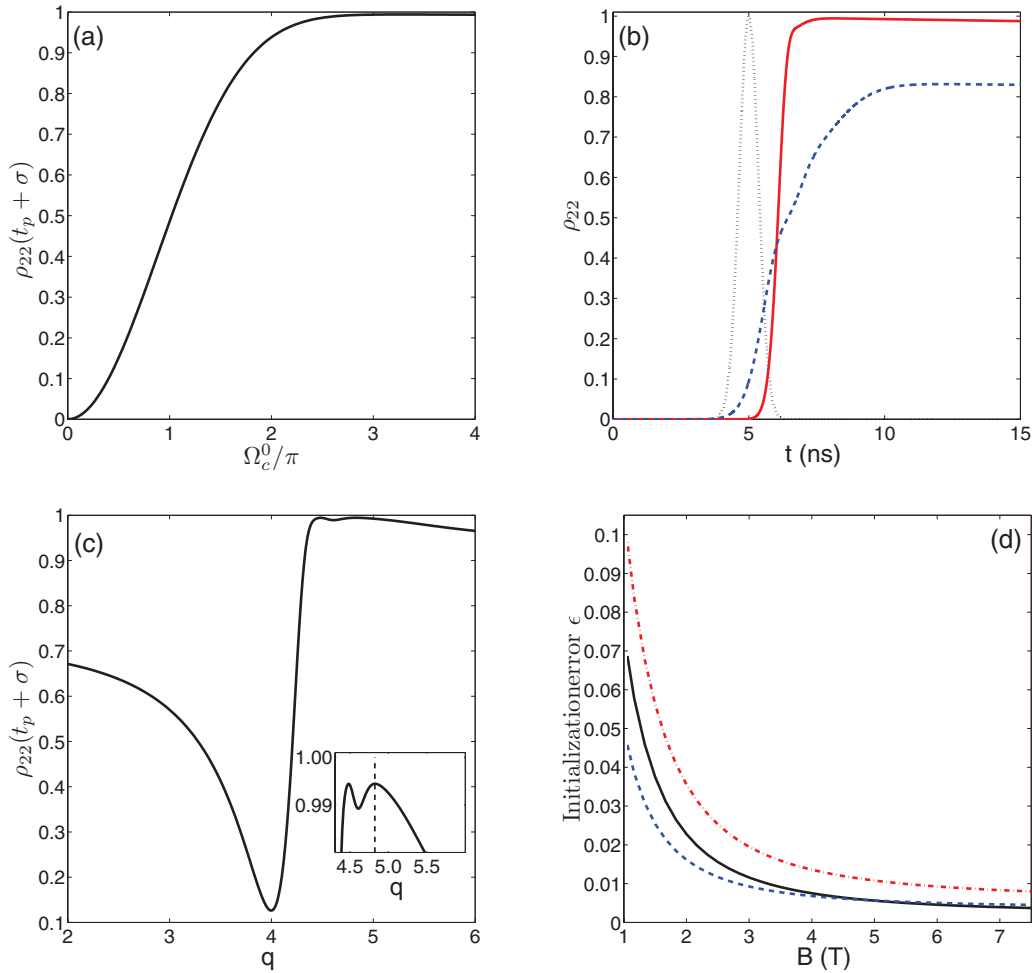 (a)
1
0.9
0.8
0.7
0.6
0.5
0.4
0.3
0.2
0.1
0
ρ22(tp + σ)
0 1 2 3 4
Ω_c^0/π
(b)
1
0.9
0.8
0.7
0.6
0.5
0.4
0.3
0.2
0.1
0
ρ22
0 5 10 15
t (ns)
(c)
1
0.9
0.8
0.7
0.6
0.5
0.4
0.3
0.2
0.1
ρ22(tp + σ)
2 3 4 5 6
q
1.00
0.99
4.5 5.0 5.5
q
(d)
0.1
0.09
0.08
0.07
0.06
0.05
0.04
0.03
0.02
0.01
0
Initializationerror ϵ
1 2 3 4 5 6 7
B (T)